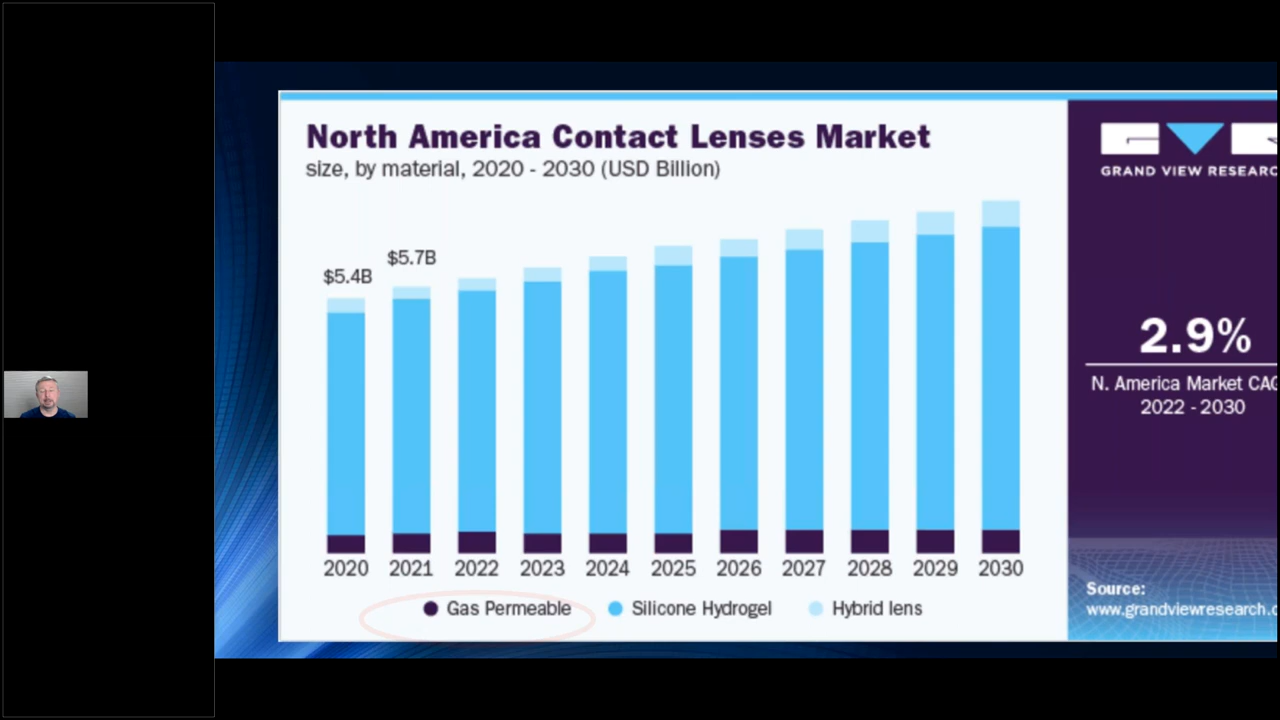 North America Contact Lenses Market
size, by material, 2020 - 2030 (USD Billion)
$5.4B
$5.7B
2020 2021 2022 2023 2024 2025 2026 2027 2028 2029 2030
Gas Permeable Silicone Hydrogel Hybrid lens
GRAND VIEW RESEARC
2.9%
N. America Market CAG
2022 - 2030
Source:
www.grandviewresearch.c